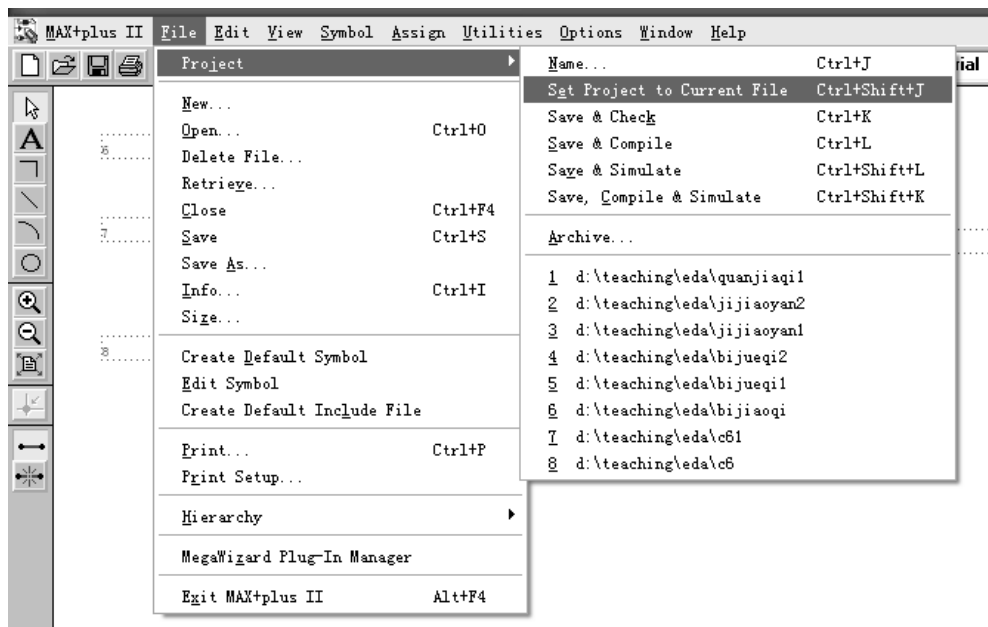 MAX+plus II File Edit View Symbol Assign Utilities Options Window Help
rial
Project
New...
Open... Ctrl+O
Delete File...
Retrieve...
Close Ctrl+F4
Save Ctrl+S
Save As...
Info... Ctrl+I
Size...
Create Default Symbol
Edit Symbol
Create Default Include File
Print... Ctrl+P
Print Setup...
Hierarchy
MegaWizard Plug-In Manager
Exit MAX+plus II Alt+F4
Name... Ctrl+J
Set Project to Current File Ctrl+Shift+J
Save & Check Ctrl+K
Save & Compile Ctrl+L
Save & Simulate Ctrl+Shift+L
Save, Compile & Simulate Ctrl+Shift+K
Archive...
1 d:\teaching\eda\quanjiaqi1
2 d:\teaching\eda\jijiaoyan2
3 d:\teaching\eda\jijiaoyan1
4 d:\teaching\eda\bijueqi2
5 d:\teaching\eda\bijueqi1
6 d:\teaching\eda\bijiaoqi
7 d:\teaching\eda\c61
8 d:\teaching\eda\c6
A
6
7
8